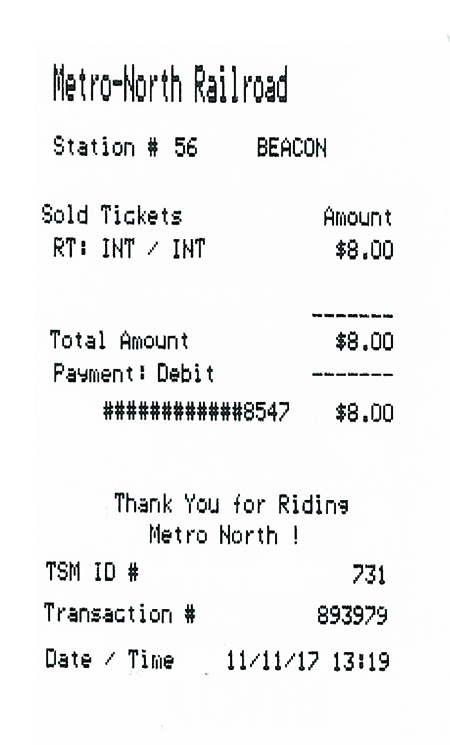 Metro-North Railroad
Station # 56 BEACON
Sold Tickets Amount
RT: INT / INT $8.00
-------
Total Amount $8.00
Payment: Debit -------
############8547 $8.00
Thank You for Riding
Metro North !
TSM ID # 731
Transaction # 893979
Date / Time 11/11/17 13:19